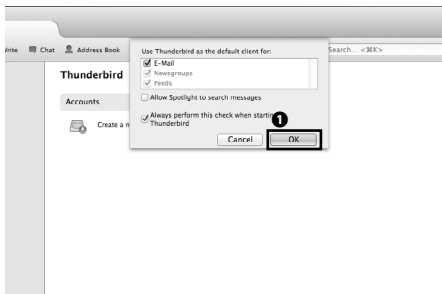 Write Chat Address Book Search... <⌘K>
Use Thunderbird as the default client for:
E-Mail
Newsgroups
Feeds
Allow Spotlight to search messages
Always perform this check when starting
Thunderbird
1
Cancel OK
Thunderbird
Accounts
Create a n